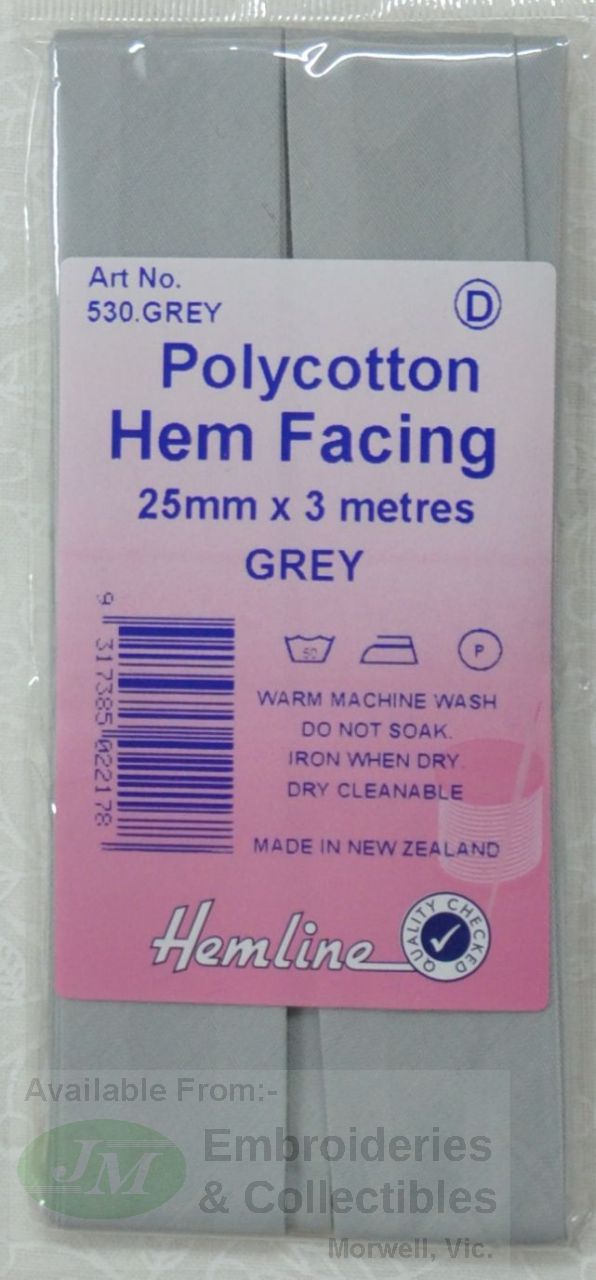 Art No.
530.GREY
D
Polycotton
Hem Facing
25mm x 3 metres
GREY
9 317385 022178
50
P
WARM MACHINE WASH
DO NOT SOAK.
IRON WHEN DRY.
DRY CLEANABLE
MADE IN NEW ZEALAND
Hemline
QUALITY CHECKED
Available From:-
JM
Embroideries
& Collectibles
Morwell, Vic.